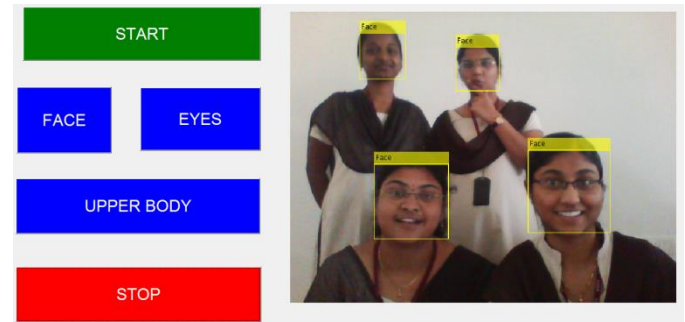 START
FACE
EYES
UPPER BODY
STOP
Face
Face
Face
Face